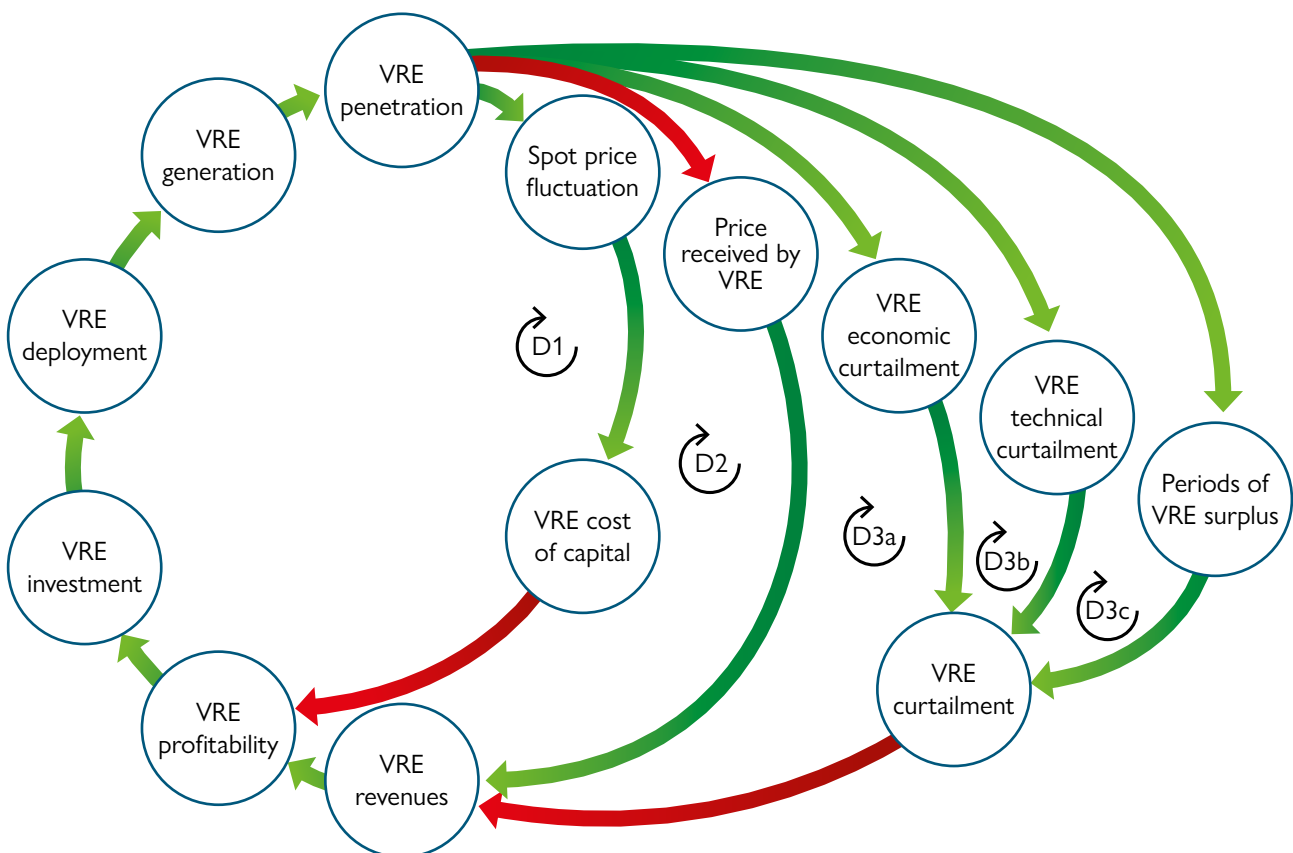 VRE
penetration
VRE
generation
Spot price
fluctuation
Price
received by
VRE
VRE
economic
curtailment
VRE
deployment
D1
VRE
technical
curtailment
D2
Periods of
VRE surplus
VRE cost
of capital
D3a
D3b
D3c
VRE
investment
VRE
curtailment
VRE
profitability
VRE
revenues